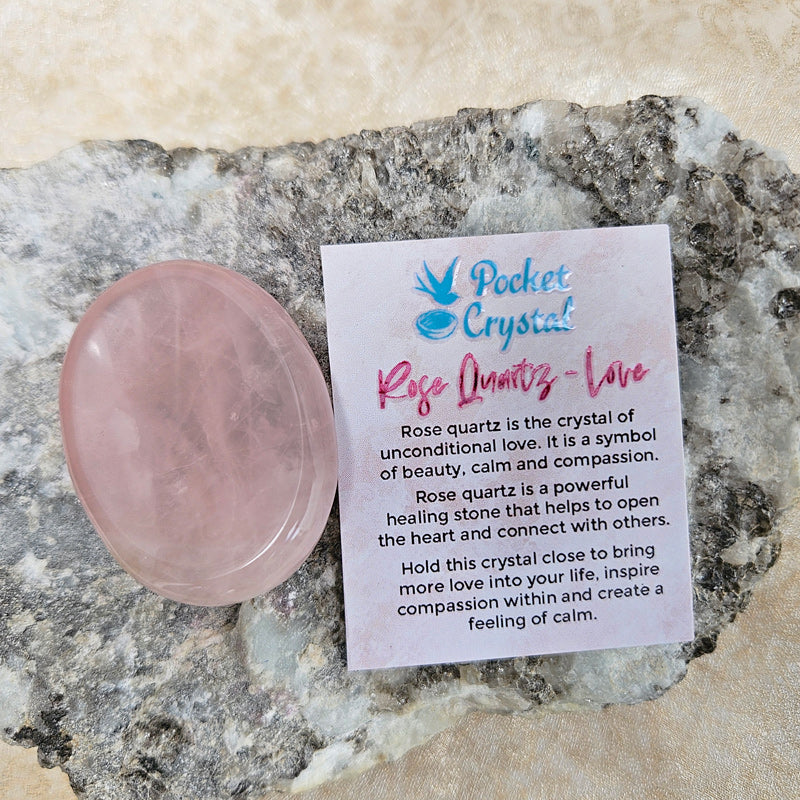 Pocket
Crystal
Rose Quartz - Love
Rose quartz is the crystal of
unconditional love. It is a symbol
of beauty, calm and compassion.
Rose quartz is a powerful
healing stone that helps to open
the heart and connect with others.
Hold this crystal close to bring
more love into your life, inspire
compassion within and create a
feeling of calm.